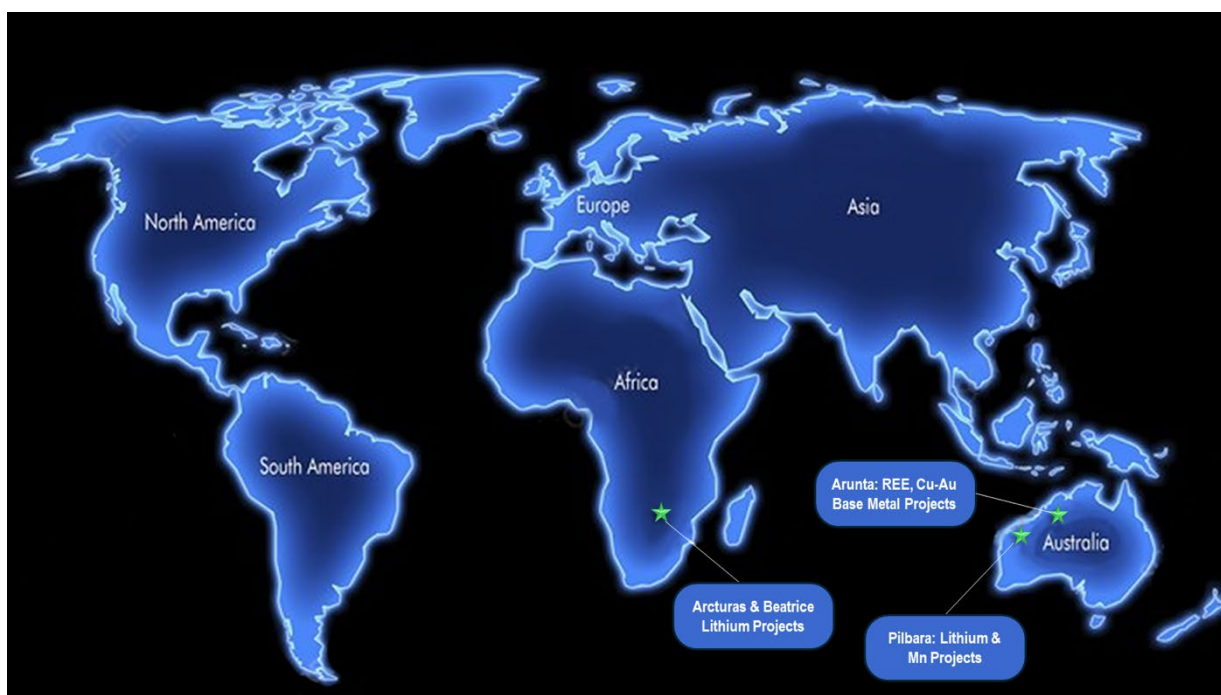 North America
Europe
Asia
Africa
South America
Arunta: REE, Cu-Au
Base Metal Projects
Australia
Arcturas & Beatrice
Lithium Projects
Pilbara: Lithium &
Mn Projects